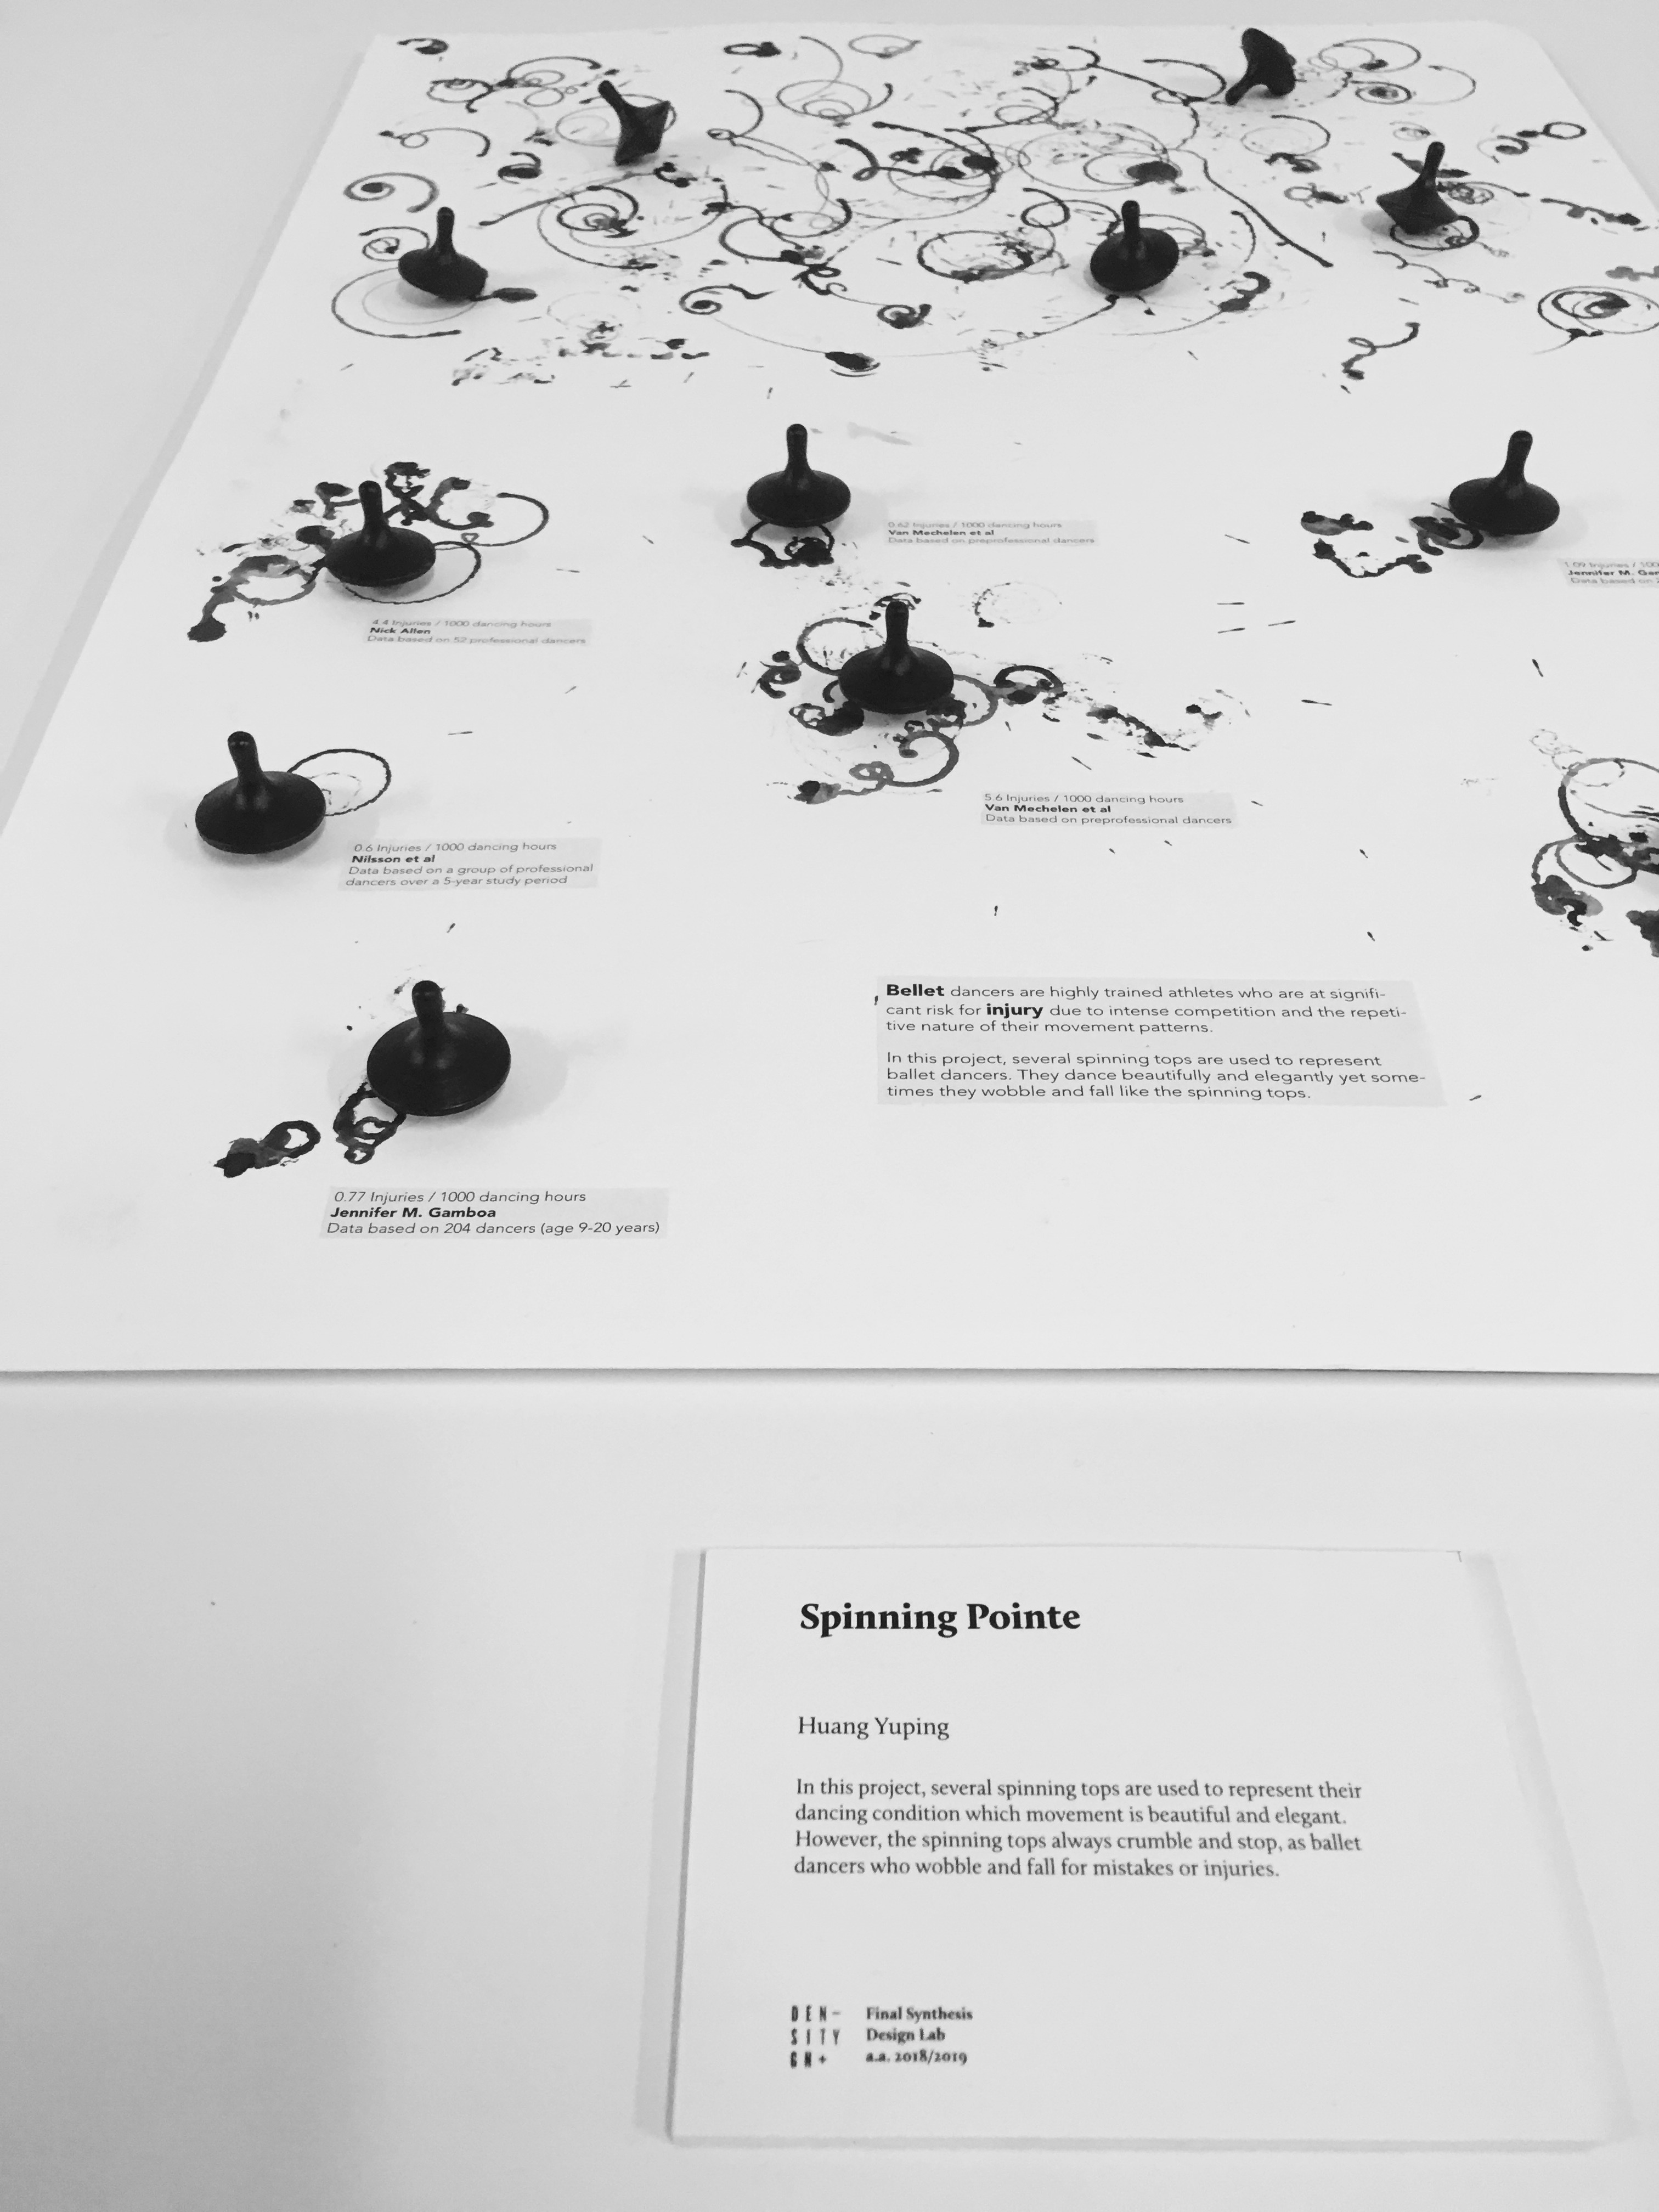 0.62 Injuries / 1000 dancing hours
Van Mechelen et al
Data based on preprofessional dancers
1.09 Injuries / 100
Jennifer M. Ga
Data based on
4.4 Injuries / 1000 dancing hours
Nick Allen
Data based on 52 professional dancers
5.6 Injuries / 1000 dancing hours
Van Mechelen et al
Data based on preprofessional dancers
0.6 Injuries / 1000 dancing hours
Nilsson et al
Data based on a group of professional
dancers over a 5-year study period
Bellet dancers are highly trained athletes who are at signifi-
cant risk for injury due to intense competition and the repeti-
tive nature of their movement patterns.
In this project, several spinning tops are used to represent
ballet dancers. They dance beautifully and elegantly yet some-
times they wobble and fall like the spinning tops.
0.77 Injuries / 1000 dancing hours
Jennifer M. Gamboa
Data based on 204 dancers (age 9-20 years)
Spinning Pointe
Huang Yuping
In this project, several spinning tops are used to represent their
dancing condition which movement is beautiful and elegant.
However, the spinning tops always crumble and stop, as ballet
dancers who wobble and fall for mistakes or injuries.
DEN- Final Synthesis
SITY Design Lab
GN+ a.a. 2018/2019